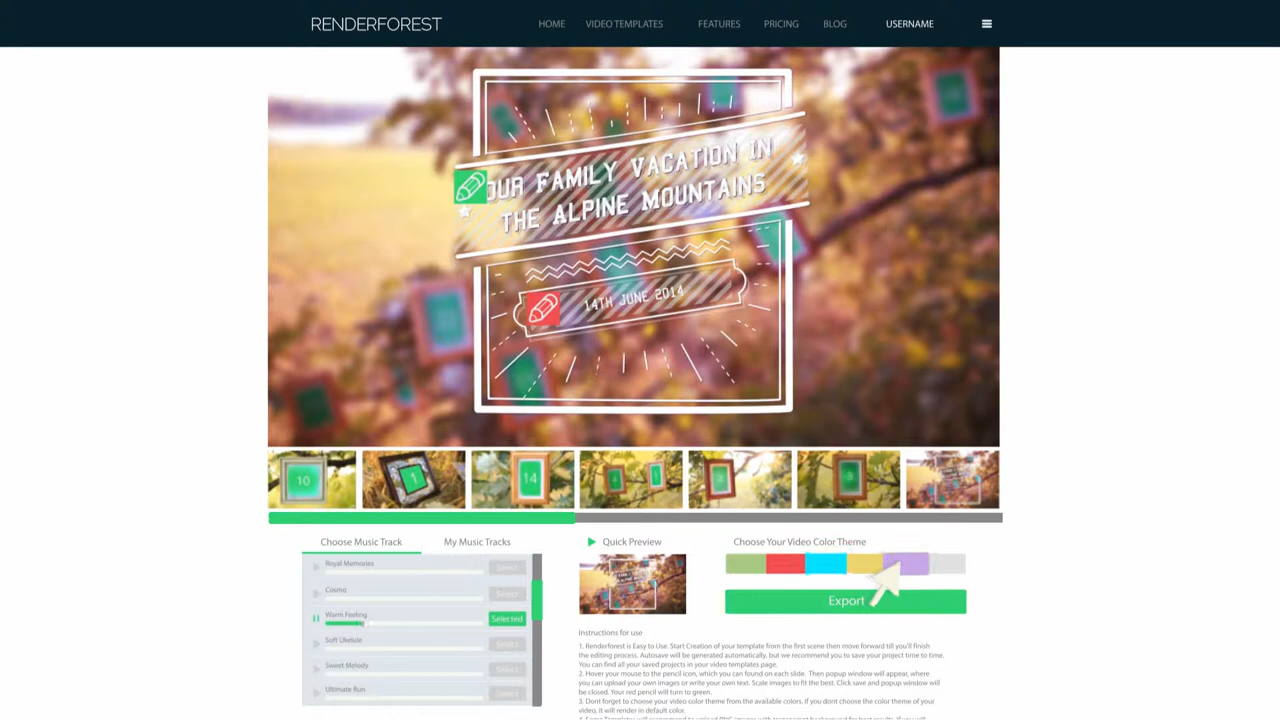 RENDERFOREST
HOME VIDEO TEMPLATES FEATURES PRICING BLOG USERNAME
OUR FAMILY VACATION IN
THE ALPINE MOUNTAINS
14TH JUNE 2014
10 1 14 2 3
Choose Music Track My Music Tracks Quick Preview Choose Your Video Color Theme
Royal Memories Select
Cosmo Select
Warm Feeling Selected
Soft Ukelule Select
Sweet Melody Select
Ultimate Run Select
Export
Instructions for use
1. Renderforest is Easy to Use. Start Creation of your template from the first scene then move forward till you'll finish
the editing process. Autosave will be generated automatically, but we recommend you to save your project time to time.
You can find all your saved projects in your video templates page.
2. Hover your mouse to the pencil icon, which you can found on each slide. Then popup window will appear, where
you can upload your own images or write your own text. Scale images to fit the best. Click save and popup window will
be closed. Your red pencil will turn to green.
3. Dont forget to choose your video color theme from the available colors. If you dont choose the color theme of your
video, it will render in default color.